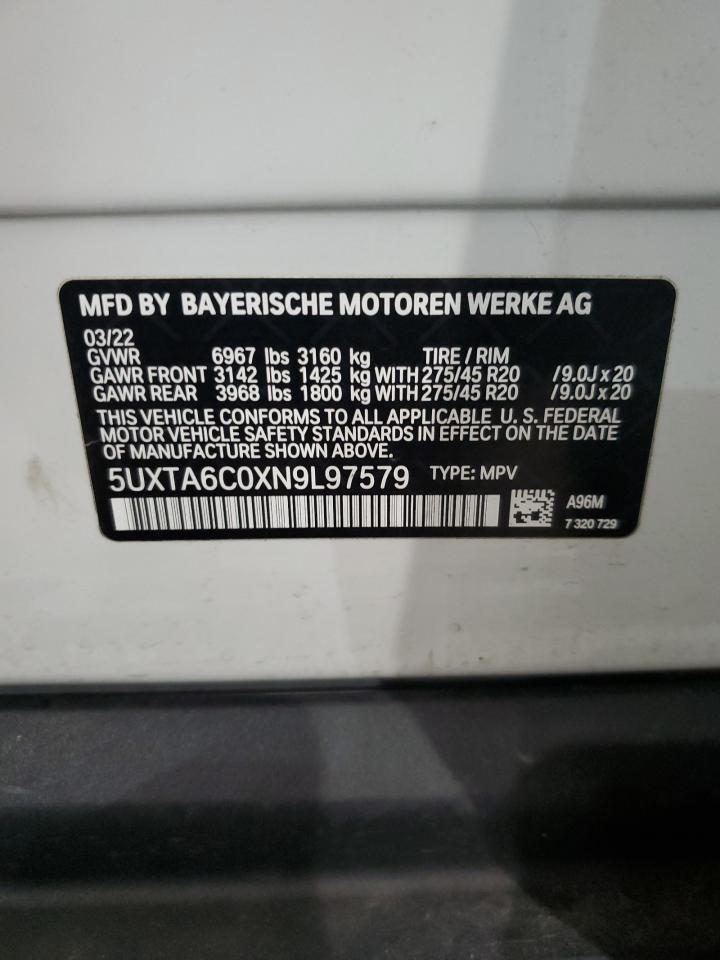 MFD BY BAYERISCHE MOTOREN WERKE AG
03/22
GVWR 6967 lbs 3160 kg TIRE / RIM
GAWR FRONT 3142 lbs 1425 kg WITH 275/45 R20 /9.0J x 20
GAWR REAR 3968 lbs 1800 kg WITH 275/45 R20 /9.0J x 20
THIS VEHICLE CONFORMS TO ALL APPLICABLE U. S. FEDERAL
MOTOR VEHICLE SAFETY STANDARDS IN EFFECT ON THE DATE
OF MANUFACTURE SHOWN ABOVE.
5UXTA6C0XN9L97579 TYPE: MPV
A96M
7 320 729